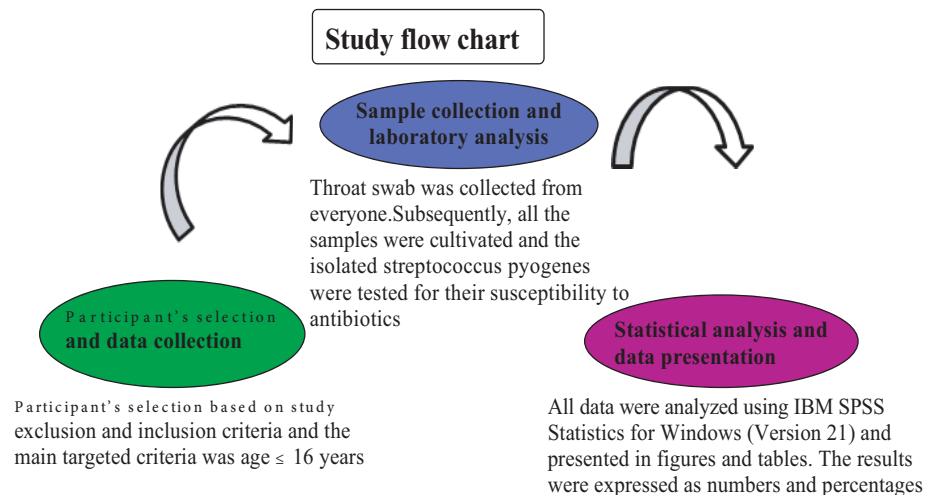 Study flow chart
Sample collection and
laboratory analysis
Throat swab was collected from
everyone.Subsequently, all the
samples were cultivated and the
isolated streptococcus pyogenes
were tested for their susceptibility to
antibiotics
Participant's selection
and data collection
Participant's selection based on study
exclusion and inclusion criteria and the
main targeted criteria was age ≤ 16 years
Statistical analysis and
data presentation
All data were analyzed using IBM SPSS
Statistics for Windows (Version 21) and
presented in figures and tables. The results
were expressed as numbers and percentages